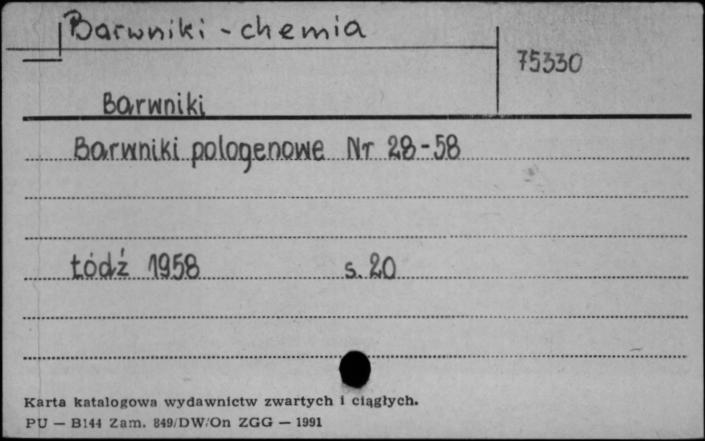 Barwniki - chemia
75330
Barwniki
Barwniki pologenowe Nr 28-58
Łódź 1958 s. 20
Karta katalogowa wydawnictw zwartych i ciągłych.
PU — B144 Zam. 849/DW/On ZGG — 1991